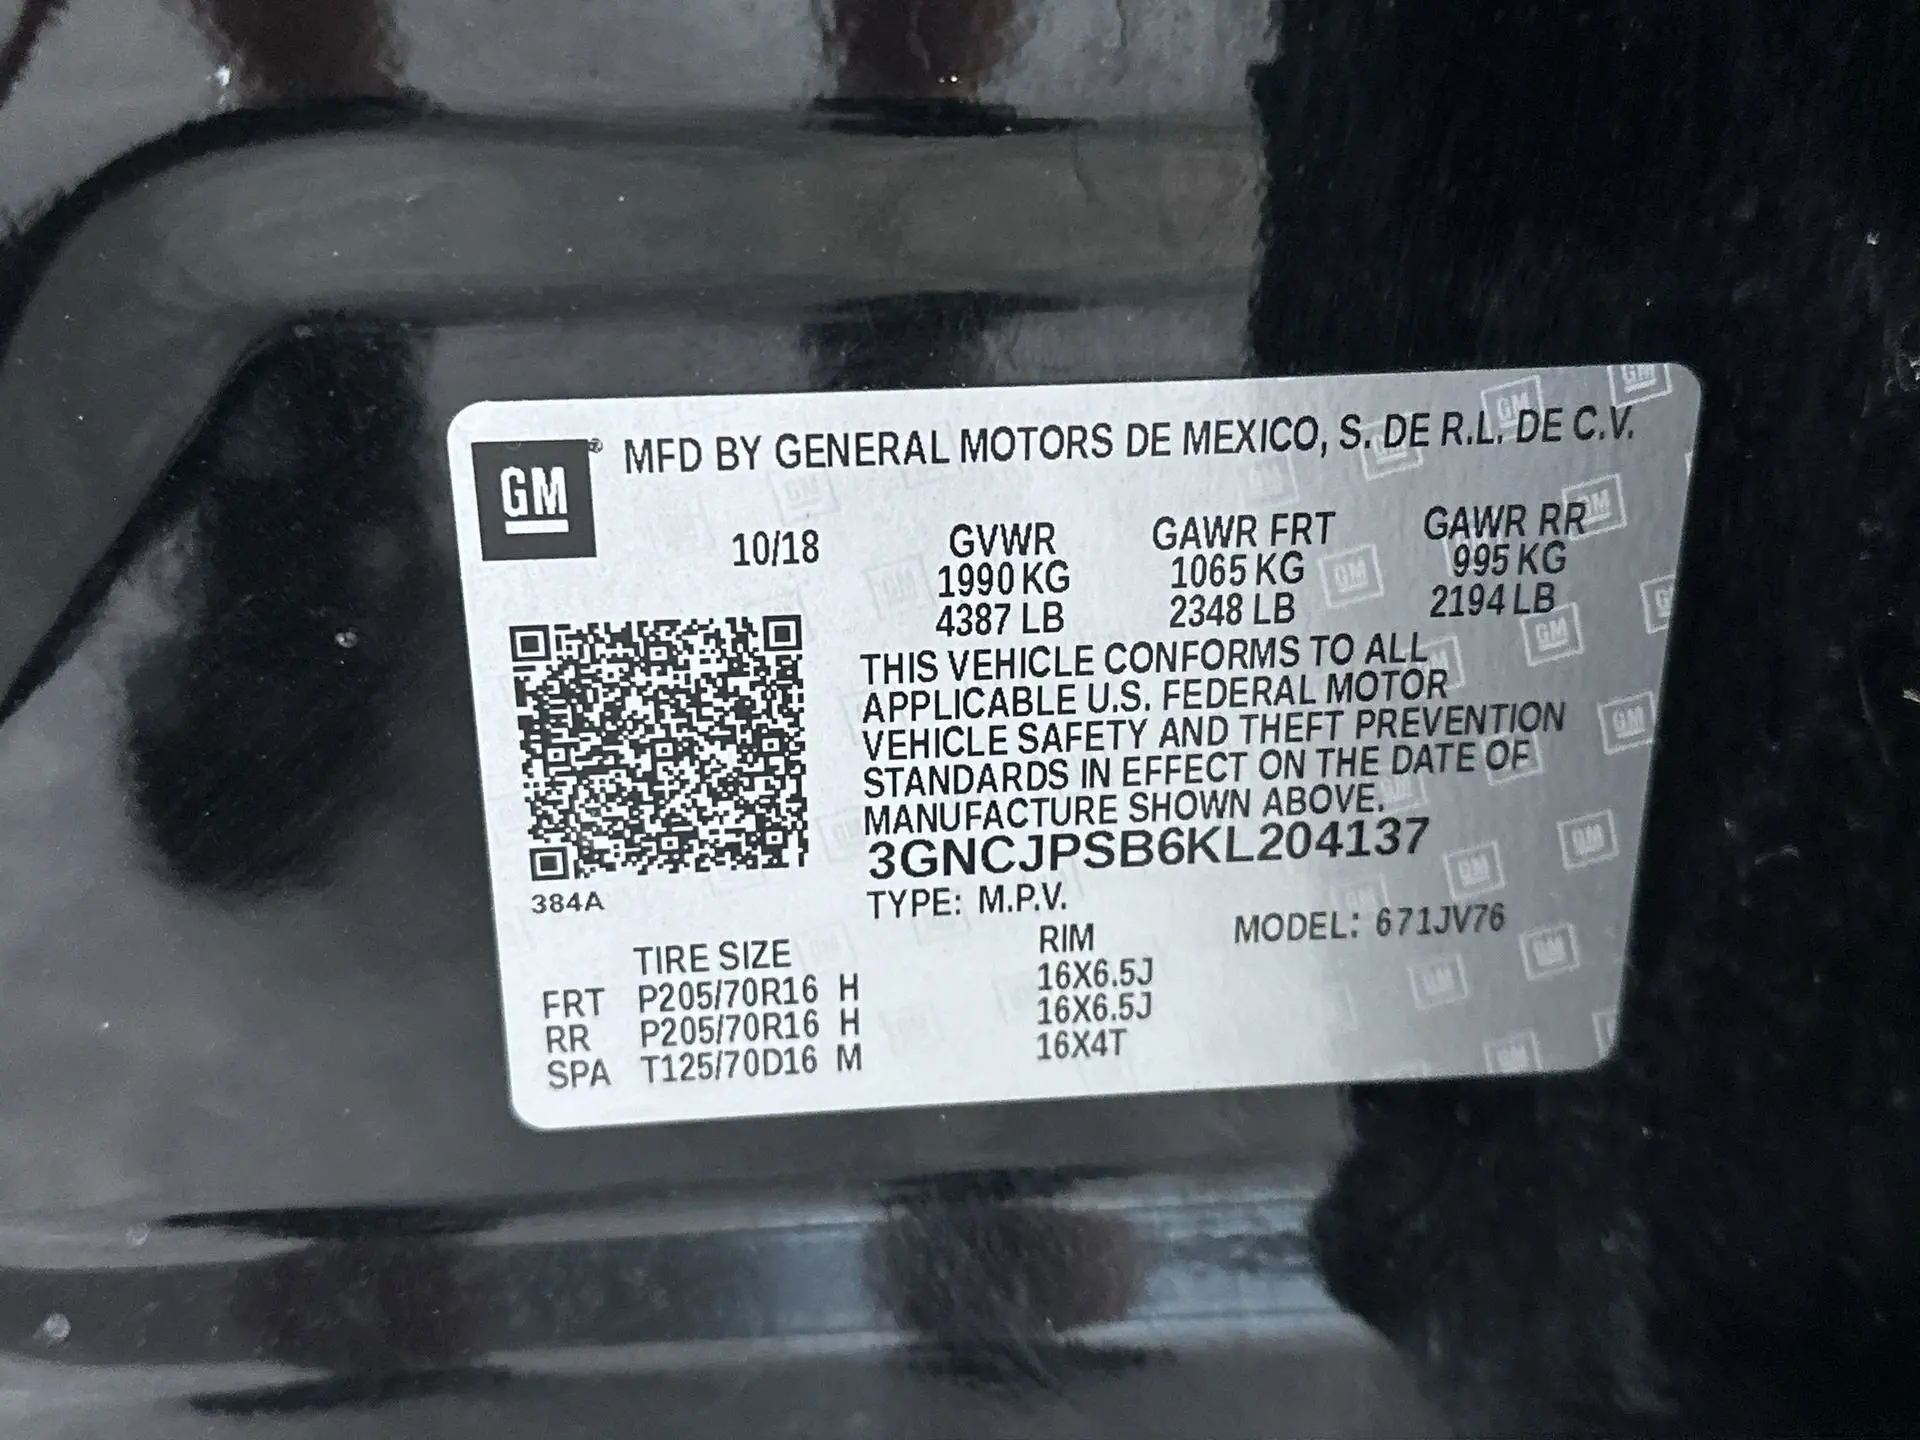 GM® MFD BY GENERAL MOTORS DE MEXICO, S. DE R.L. DE C.V.
10/18 GVWR GAWR FRT GAWR RR
1990 KG 1065 KG 995 KG
4387 LB 2348 LB 2194 LB
THIS VEHICLE CONFORMS TO ALL
APPLICABLE U.S. FEDERAL MOTOR
VEHICLE SAFETY AND THEFT PREVENTION
STANDARDS IN EFFECT ON THE DATE OF
MANUFACTURE SHOWN ABOVE.
3GNCJPSB6KL204137
384A TYPE: M.P.V.
MODEL: 671JV76
TIRE SIZE RIM
FRT P205/70R16 H 16X6.5J
RR P205/70R16 H 16X6.5J
SPA T125/70D16 M 16X4T